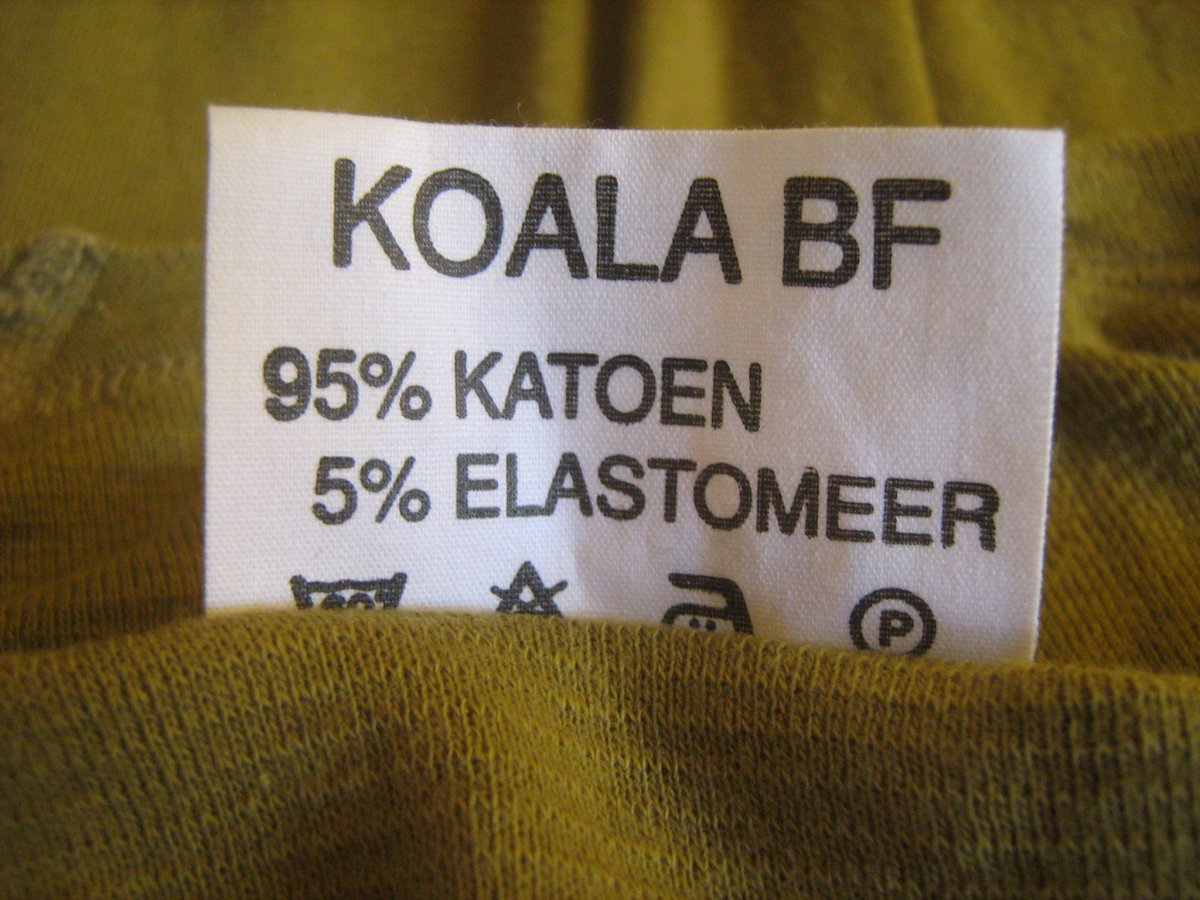 KOALA BF
95% KATOEN
5% ELASTOMEER
P